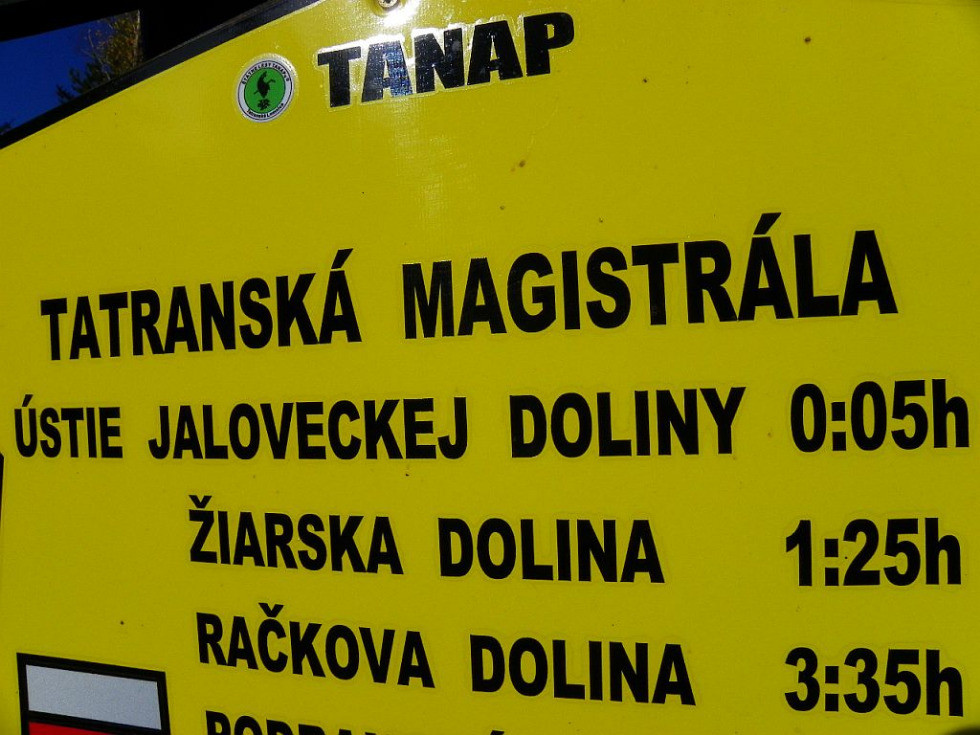 TANAP
TATRANSKÁ MAGISTRÁLA
ÚSTIE JALOVECKEJ DOLINY 0:05h
ŽIARSKA DOLINA 1:25h
RAČKOVA DOLINA 3:35h